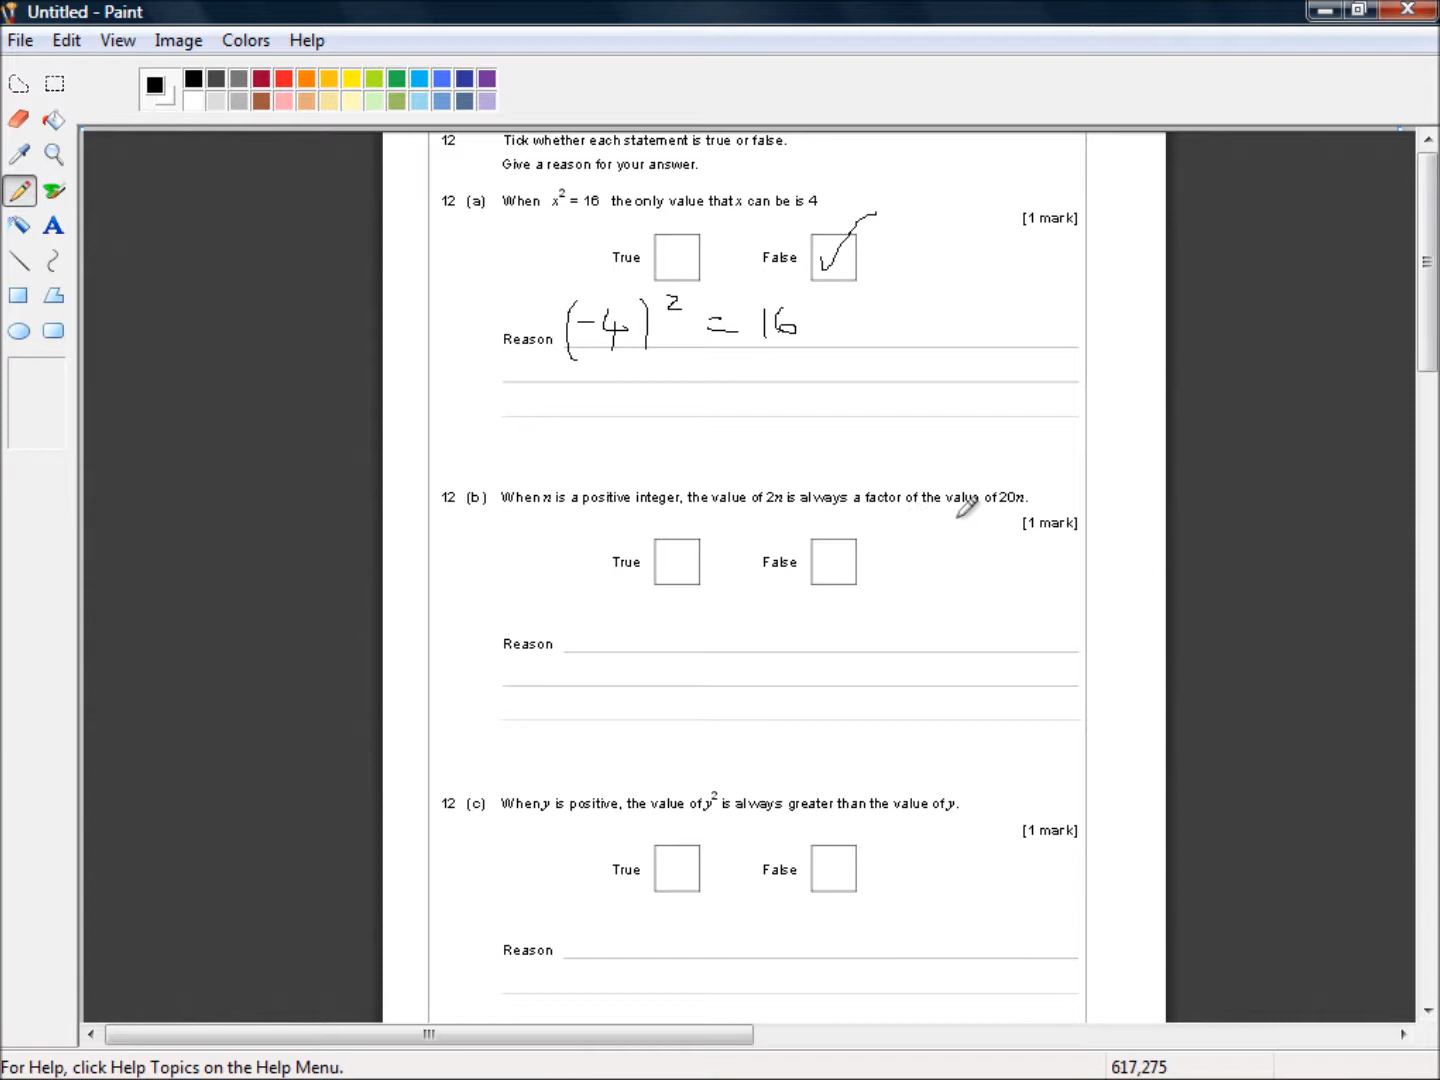 Untitled - Paint
File Edit View Image Colors Help
12 Tick whether each statement is true or false.
Give a reason for your answer.
12 (a) When x² = 16 the only value that x can be is 4
[1 mark]
True False
Reason (-4)² = 16
12 (b) When n is a positive integer, the value of 2n is always a factor of the value of 20n.
[1 mark]
True False
Reason
12 (c) When y is positive, the value of y² is always greater than the value of y.
[1 mark]
True False
Reason
For Help, click Help Topics on the Help Menu. 617,275